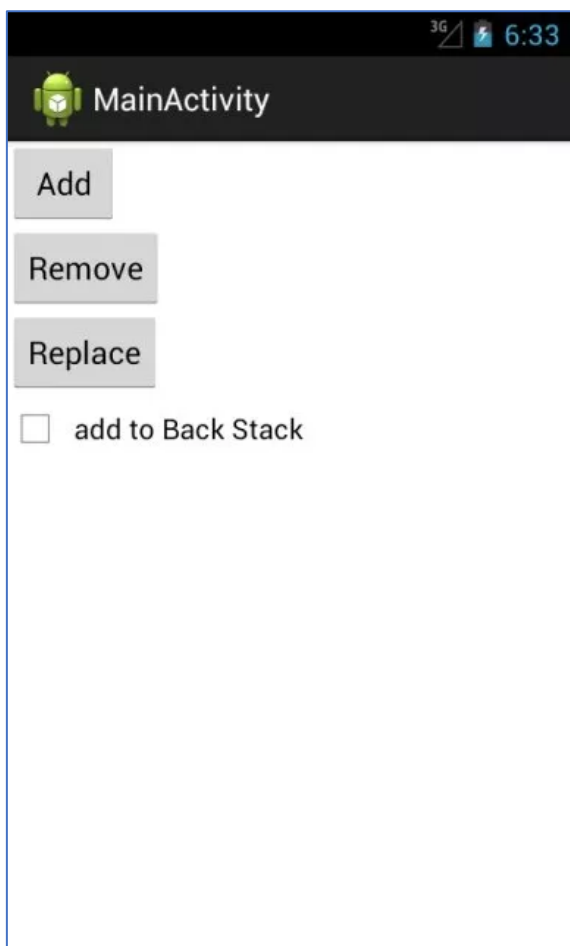 3G 6:33
MainActivity
Add
Remove
Replace
add to Back Stack